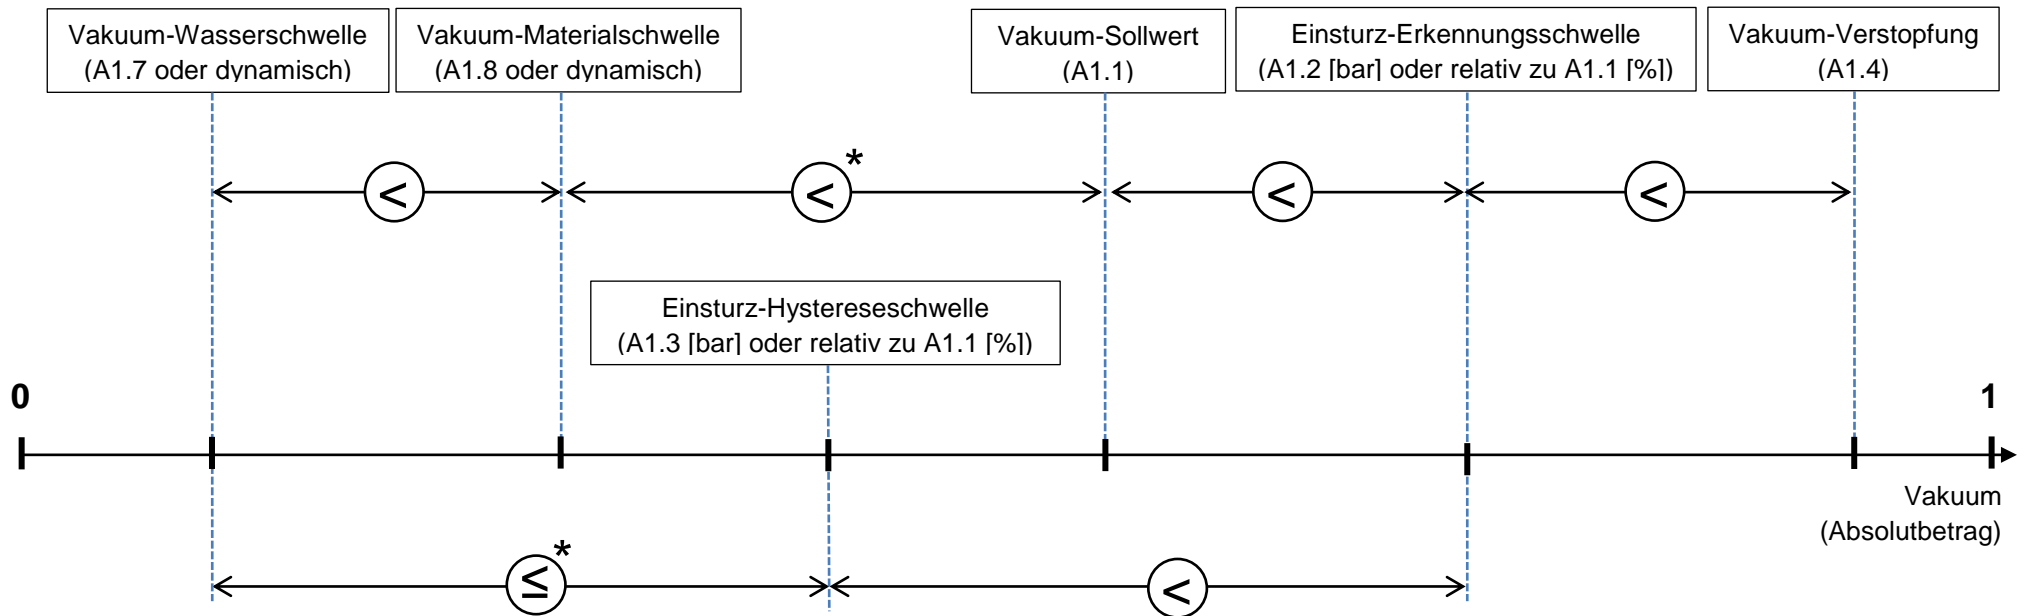 Vakuum-Wasserschwelle
(A1.7 oder dynamisch)
Vakuum-Materialschwelle
(A1.8 oder dynamisch)
Vakuum-Sollwert
(A1.1)
Einsturz-Erkennungsschwelle
(A1.2 [bar] oder relativ zu A1.1 [%])
Vakuum-Verstopfung
(A1.4)
<
< *
<
<
Einsturz-Hystereseschwelle
(A1.3 [bar] oder relativ zu A1.1 [%])
0
1
Vakuum
(Absolutbetrag)
≤ *
<